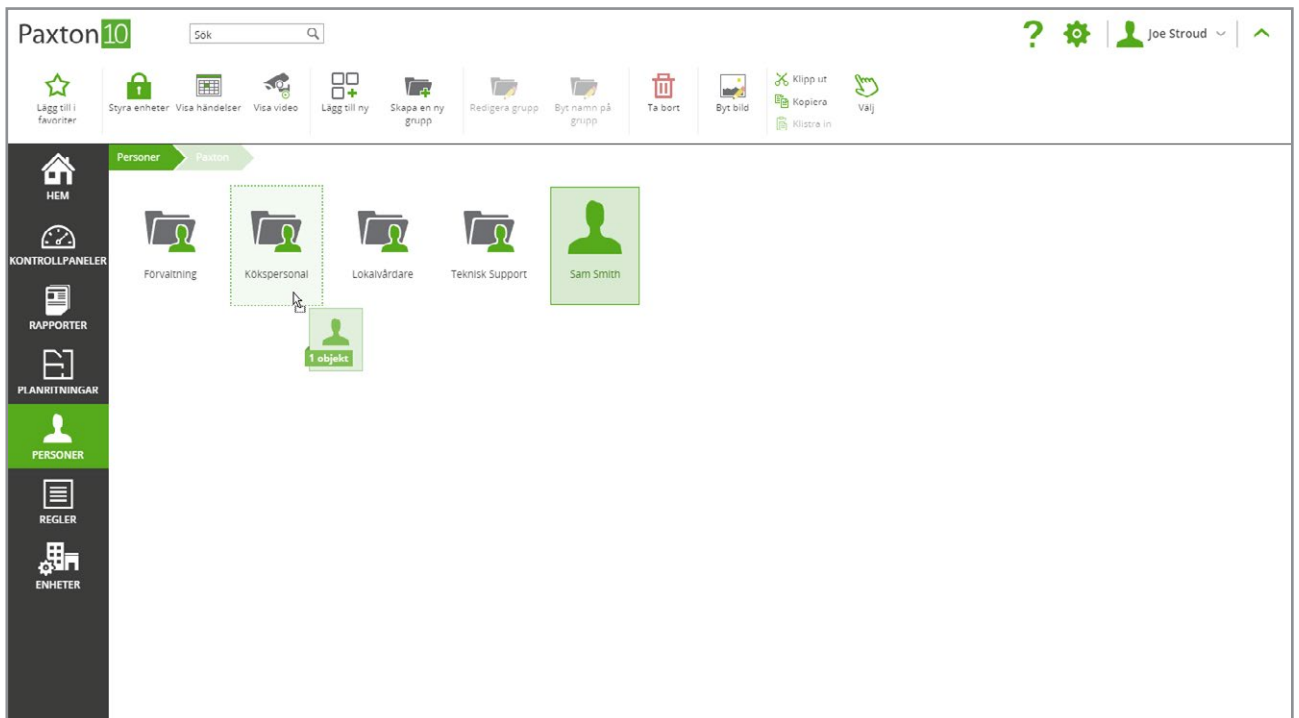 Paxton10
Sök
Joe Stroud
Lägg till i
favoriter
Styra enheter
Visa händelser
Visa video
Lägg till ny
Skapa en ny
grupp
Redigera grupp
Byt namn på
grupp
Ta bort
Byt bild
Klipp ut
Kopiera
Klistra in
Välj
HEM
KONTROLLPANELER
RAPPORTER
PLANRITNINGAR
PERSONER
REGLER
ENHETER
Personer
Paxton
Förvaltning
Kökspersonal
Lokalvårdare
Teknisk Support
Sam Smith
1 objekt